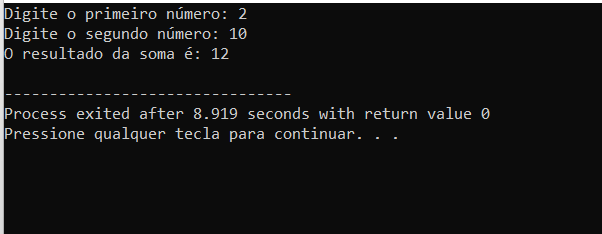 Digite o primeiro número: 2
Digite o segundo número: 10
O resultado da soma é: 12
--------------------------------
Process exited after 8.919 seconds with return value 0
Pressione qualquer tecla para continuar. . .